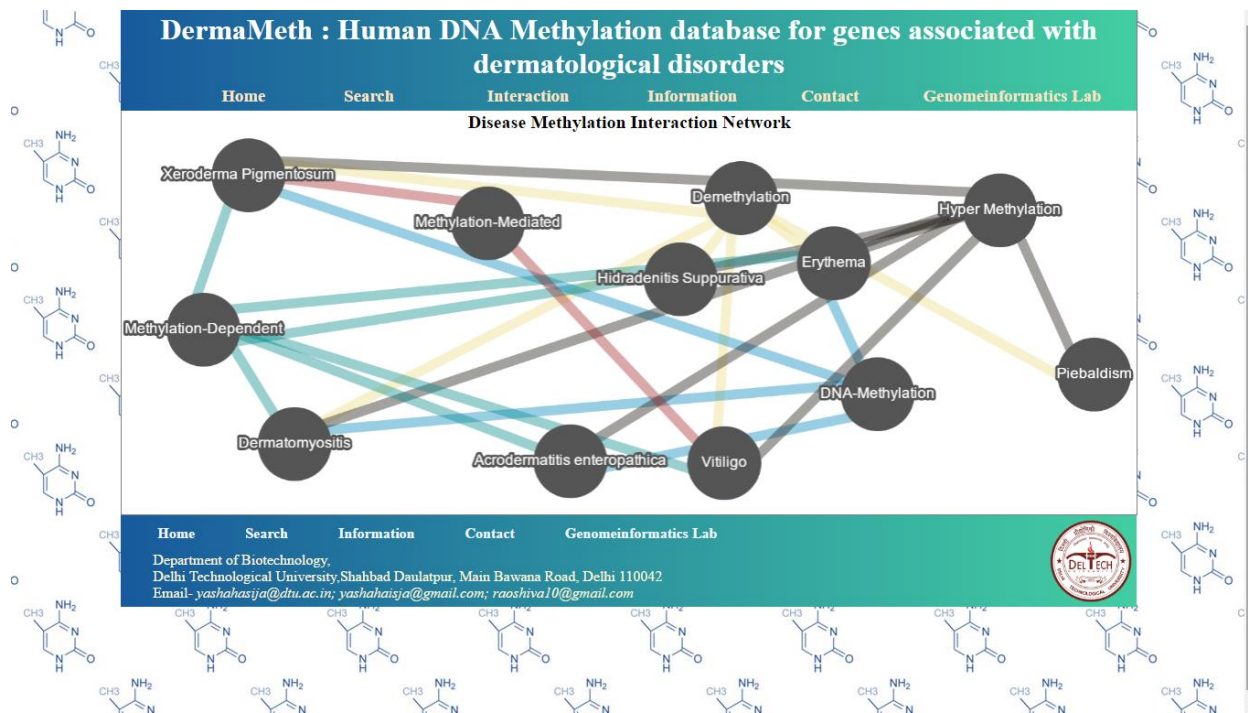 DermaMeth : Human DNA Methylation database for genes associated with
dermatological disorders
Home Search Interaction Information Contact Genomeinformatics Lab
Disease Methylation Interaction Network
Xeroderma Pigmentosum
Demethylation
Hyper Methylation
Methylation-Mediated
Erythema
Hidradenitis Suppurativa
Methylation-Dependent
Piebaldism
DNA-Methylation
Dermatomyositis
Acrodermatitis enteropathica
Vitiligo
Home Search Information Contact Genomeinformatics Lab
Department of Biotechnology,
Delhi Technological University,Shahbad Daulatpur, Main Bawana Road, Delhi 110042
Email- yashahasija@dtu.ac.in; yashahaisja@gmail.com; raoshiva10@gmail.com
DELTECH